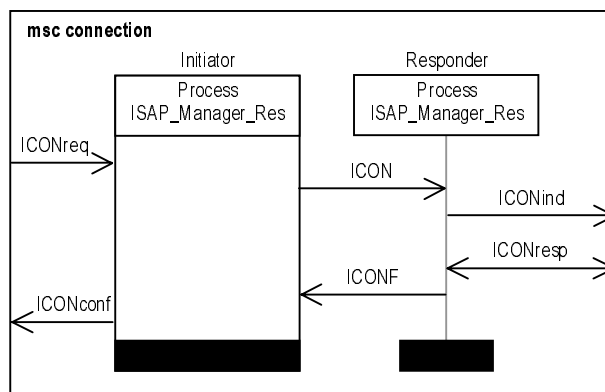 msc connection
Initiator
Responder
Process
ISAP_Manager_Res
Process
ISAP_Manager_Res
ICONreq
ICON
ICONind
ICONresp
ICONF
ICONconf